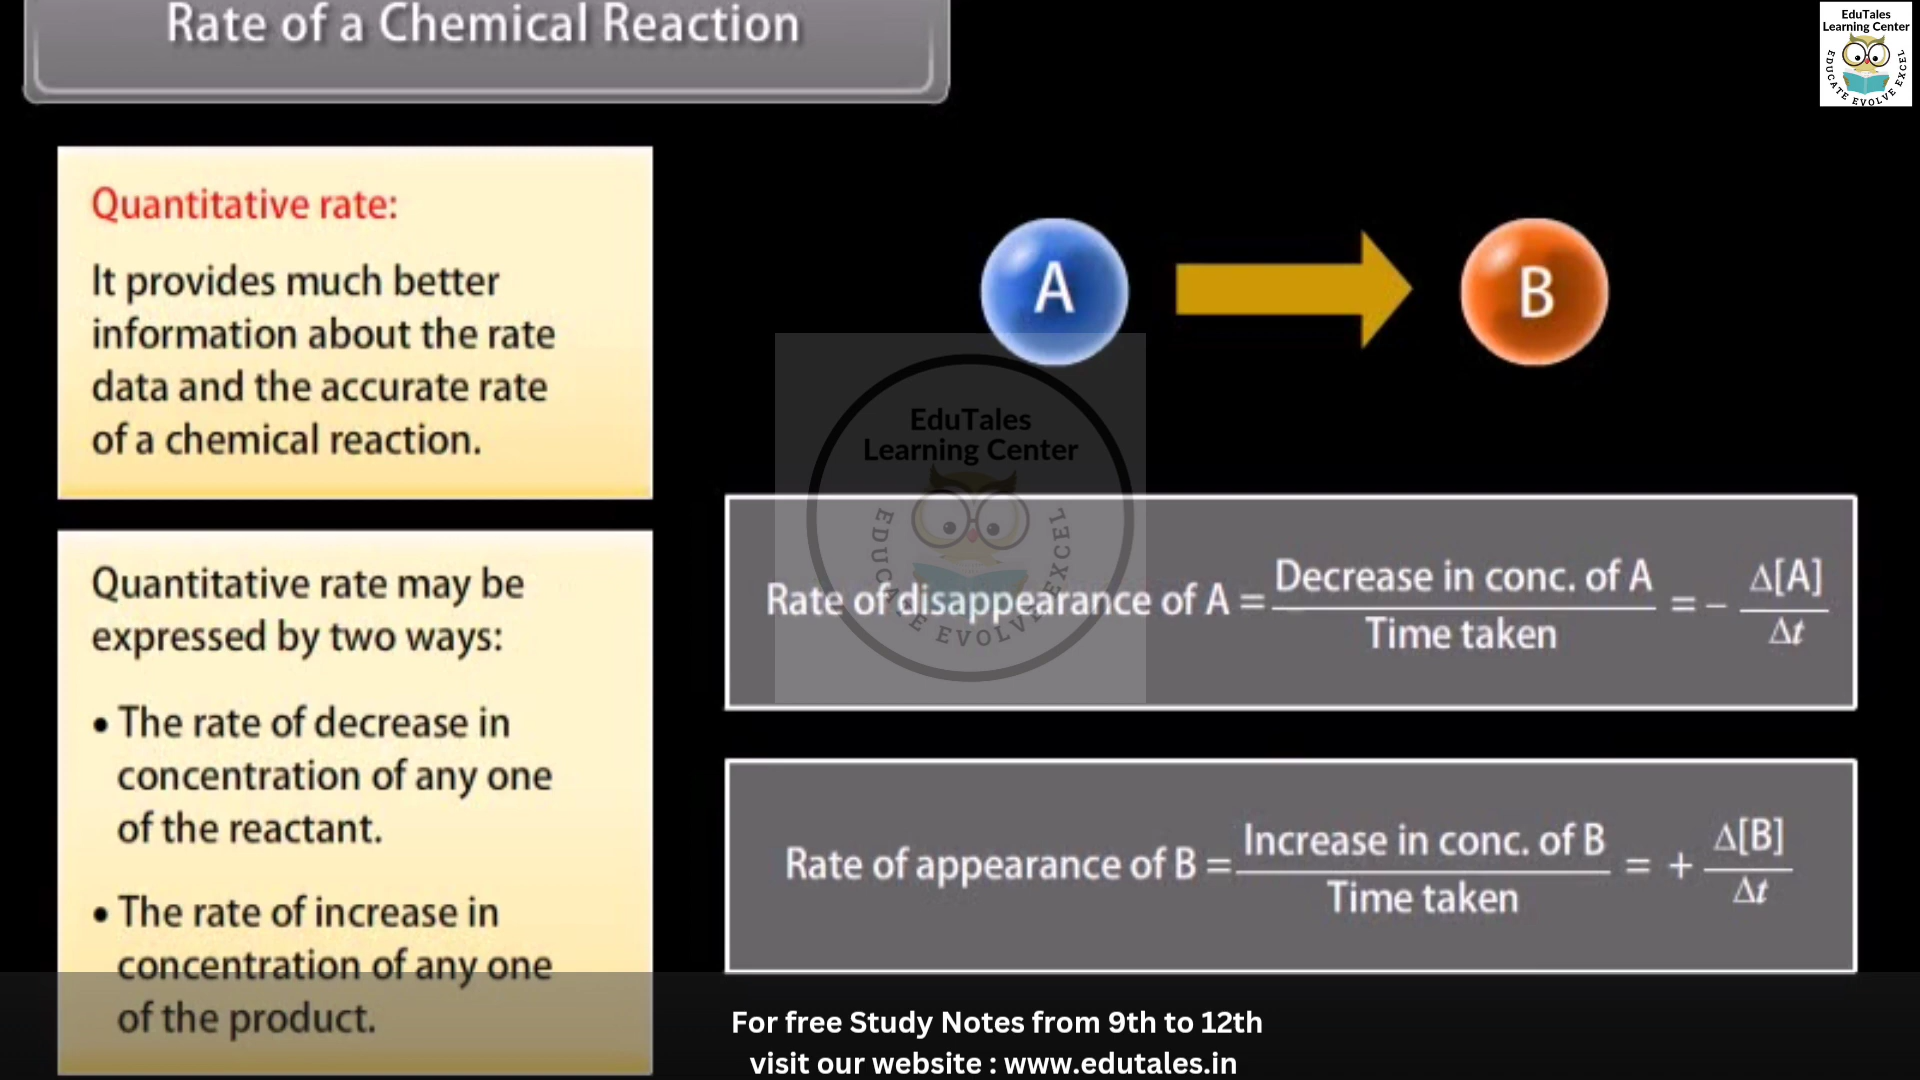 Rate of a Chemical Reaction
EduTales
Learning Center
EDUCATE EVOLVE EXCEL
Quantitative rate:
It provides much better
information about the rate
data and the accurate rate
of a chemical reaction.
A
B
EduTales
Learning Center
EDUCATE EVOLVE EXCEL
Quantitative rate may be
expressed by two ways:
• The rate of decrease in
concentration of any one
of the reactant.
• The rate of increase in
concentration of any one
of the product.
Rate of disappearance of A = Decrease in conc. of A / Time taken = – Δ[A] / Δt
Rate of appearance of B = Increase in conc. of B / Time taken = + Δ[B] / Δt
For free Study Notes from 9th to 12th
visit our website : www.edutales.in